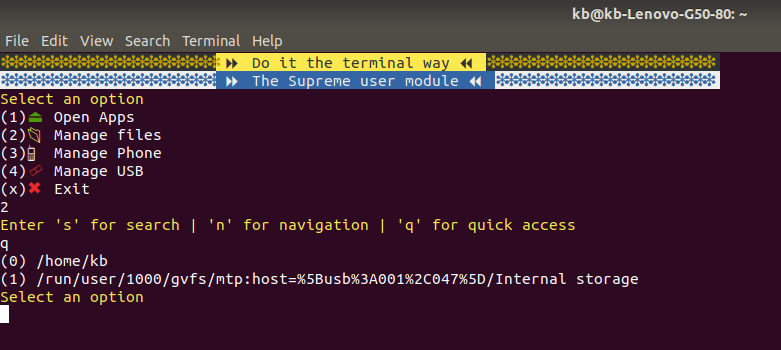 kb@kb-Lenovo-G50-80: ~
File Edit View Search Terminal Help
✻✻✻✻✻✻✻✻✻✻✻✻✻✻✻✻✻✻✻✻✻✻✻✻ ⏩ Do it the terminal way ⏪ ✻✻✻✻✻✻✻✻✻✻✻✻✻✻✻✻✻✻✻✻✻✻✻✻✻
✻✻✻✻✻✻✻✻✻✻✻✻✻✻✻✻✻✻✻✻✻✻✻✻ ⏩ The Supreme user module ⏪ ✻✻✻✻✻✻✻✻✻✻✻✻✻✻✻✻✻✻✻✻✻✻✻✻
Select an option
(1)⏏ Open Apps
(2) Manage files
(3) Manage Phone
(4) Manage USB
(x)✖ Exit
2
Enter 's' for search | 'n' for navigation | 'q' for quick access
q
(0) /home/kb
(1) /run/user/1000/gvfs/mtp:host=%5Busb%3A001%2C047%5D/Internal storage
Select an option